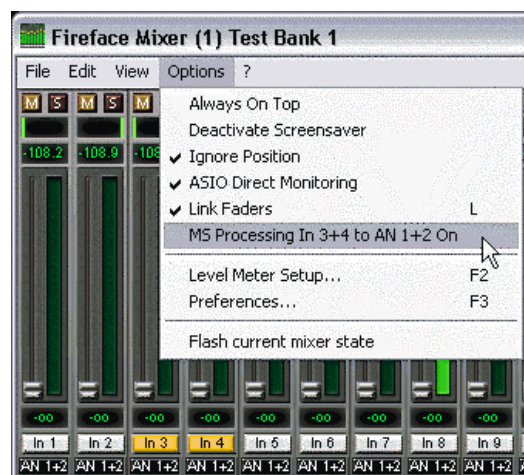 Fireface Mixer (1) Test Bank 1
File Edit View Options ?
M S M S M
-108.2 -108.9 -108
Always On Top
Deactivate Screensaver
✓ Ignore Position
✓ ASIO Direct Monitoring
✓ Link Faders L
MS Processing In 3+4 to AN 1+2 On
Level Meter Setup... F2
Preferences... F3
Flash current mixer state
-oo -oo -oo -oo -oo -oo -oo -oo -oo
In 1 In 2 In 3 In 4 In 5 In 6 In 7 In 8 In 9
AN 1+2 AN 1+2 AN 1+2 AN 1+2 AN 1+2 AN 1+2 AN 1+2 AN 1+2 AN 1+2